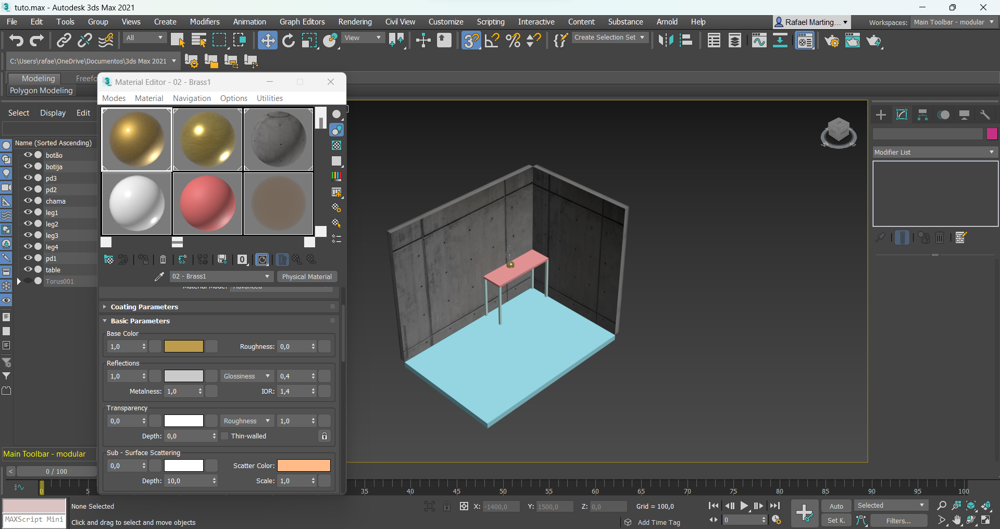 tuto.max - Autodesk 3ds Max 2021
File Edit Tools Group Views Create Modifiers Animation Graph Editors Rendering Civil View Customize Scripting Interactive Content Substance Arnold Help
Rafael Marting...
Workspaces: Main Toolbar - modular
All
View
Create Selection Set
C:\Users\rafae\OneDrive\Documentos\3ds Max 2021
Modeling
Freefo
Polygon Modeling
Select Display Edit
Name (Sorted Ascending)
botão
botija
pd3
pd2
chama
leg1
leg2
leg3
leg4
pd1
table
Torus001
Main Toolbar - modular
Material Editor - 02 - Brass1
Modes Material Navigation Options Utilities
02 - Brass1
Physical Material
Coating Parameters
Basic Parameters
Base Color
1,0
Roughness: 0,0
Reflections
1,0
Glossiness 0,4
Metalness: 1,0
IOR: 1,4
Transparency
0,0
Roughness 1,0
Depth: 0,0
Thin-walled
Sub - Surface Scattering
0,0
Scatter Color:
Depth: 10,0
Scale: 1,0
Modifier List
< 0 / 100
0 5 35 40 45 50 55 60 65 70 75 80 85 90 95 100
None Selected
MAXScript Mini
Click and drag to select and move objects
X: -1400,0
Y: 1500,0
Z: 0,0
Grid = 100,0
Add Time Tag
0
Auto
Selected
Set K.
Filters...